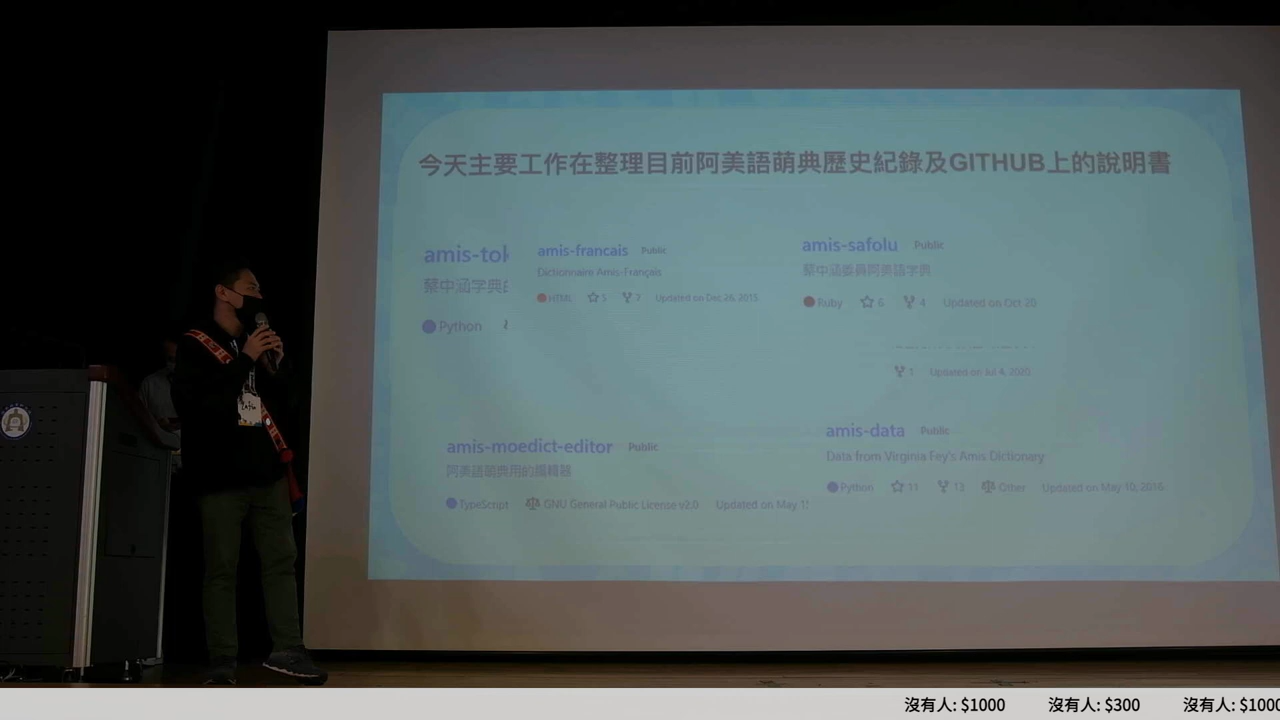 今天主要工作在整理目前阿美語萌典歷史紀錄及GITHUB上的說明書
amis-tok
蔡中涵字典
Python
amis-francais Public
Dictionnaire Amis-Français
HTML 5 7 Updated on Dec 26, 2015
amis-safolu Public
蔡中涵委員阿美語字典
Ruby 6 4 Updated on Oct 20
1 Updated on Jul 4, 2020
amis-moedict-editor Public
阿美語萌典用的編輯器
TypeScript GNU General Public License v2.0 Updated on May 1
amis-data Public
Data from Virginia Fey's Amis Dictionary
Python 11 13 Other Updated on May 10, 2016
沒有人: $1000 沒有人: $300 沒有人: $1000